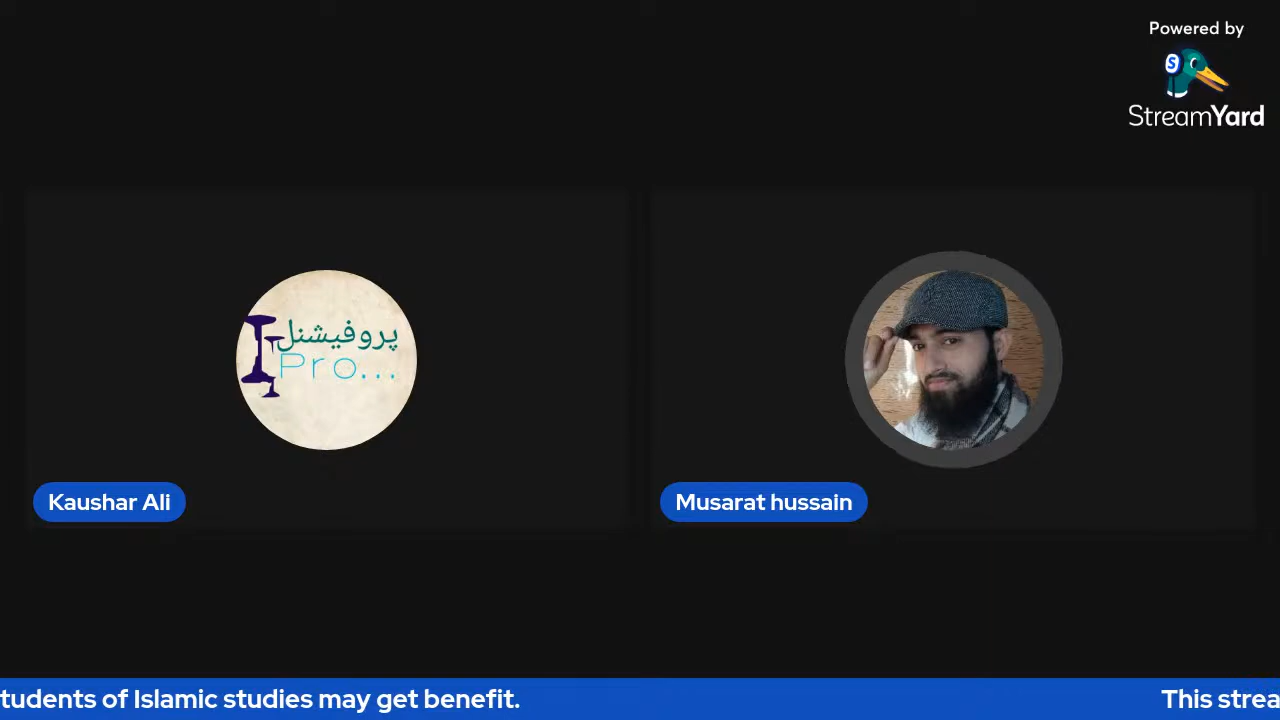 Powered by
S
StreamYard
پروفیشنل
Pro...
Kaushar Ali
Musarat hussain
tudents of Islamic studies may get benefit.
This strea